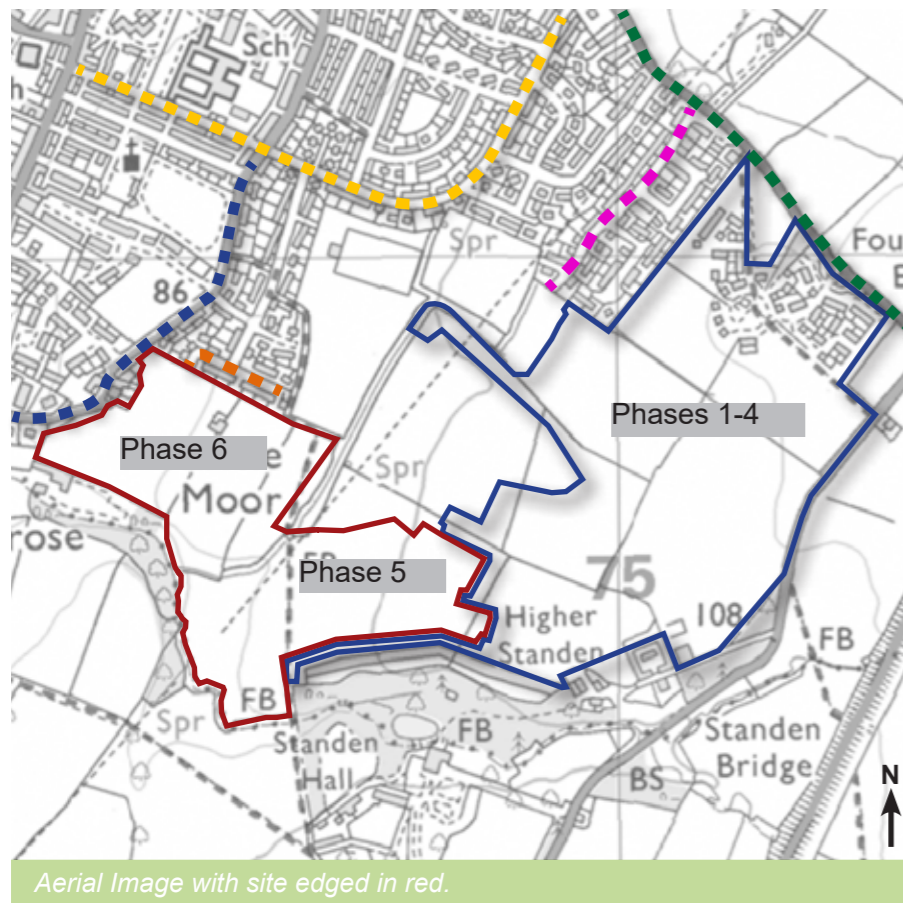 Sch
h
Spr
Fou
E
86
Phases 1-4
Phase 6
e
Moor
Spr
rose
FB
Phase 5
75
Higher
Standen
108
FB
FB
Spr
Standen
Hall
FB
Standen
Bridge
BS
N
Aerial Image with site edged in red.